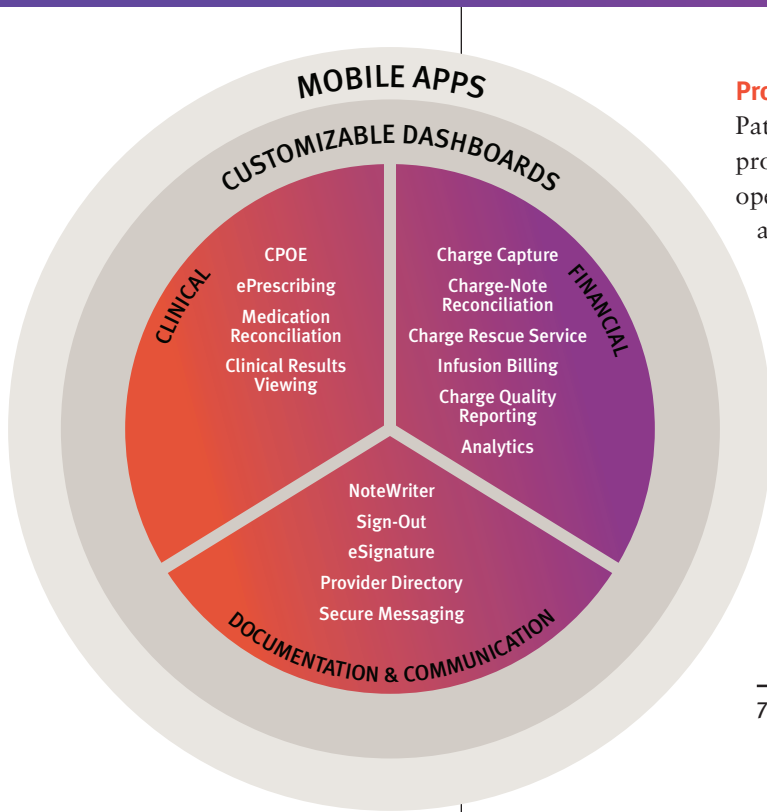 MOBILE APPS
CUSTOMIZABLE DASHBOARDS
CLINICAL
CPOE
ePrescribing
Medication
Reconciliation
Clinical Results
Viewing
FINANCIAL
Charge Capture
Charge-Note
Reconciliation
Charge Rescue Service
Infusion Billing
Charge Quality
Reporting
Analytics
NoteWriter
Sign-Out
eSignature
Provider Directory
Secure Messaging
DOCUMENTATION & COMMUNICATION
Pro
Pat
pro
ope
a
7